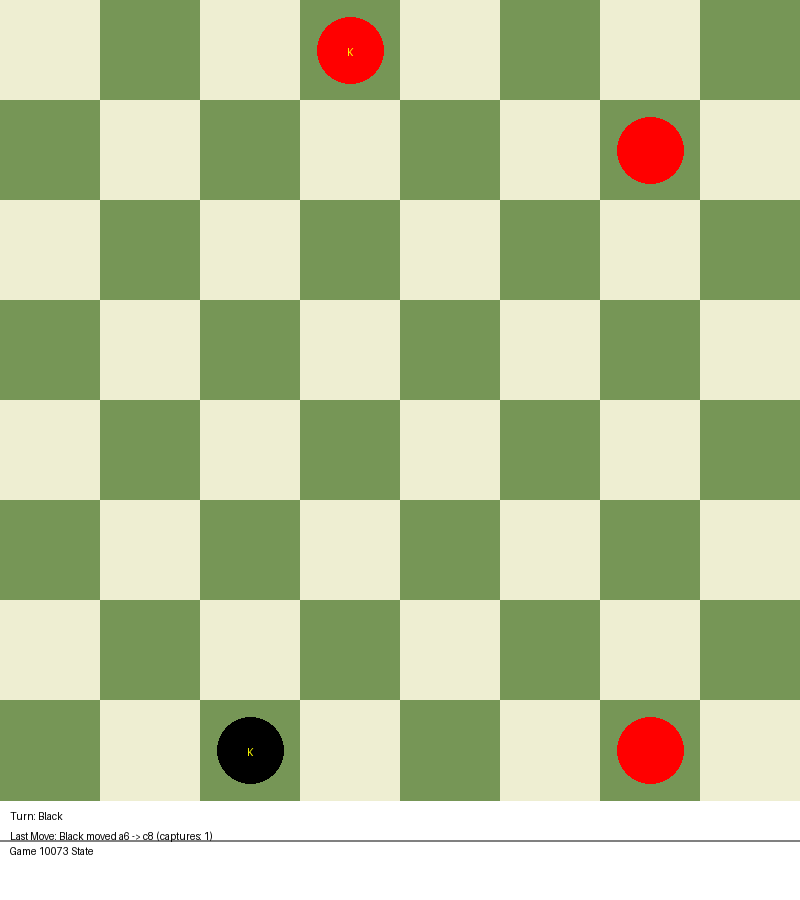 K
K
Turn: Black
Last Move: Black moved a6 -> c8 (captures: 1)
Game 10073 State